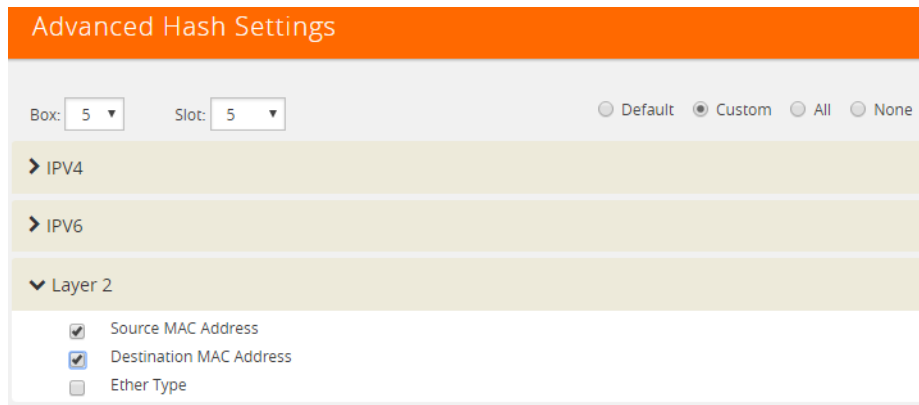 Advanced Hash Settings
Box: 5 Slot: 5 Default Custom All None
IPV4
IPV6
Layer 2
Source MAC Address
Destination MAC Address
Ether Type